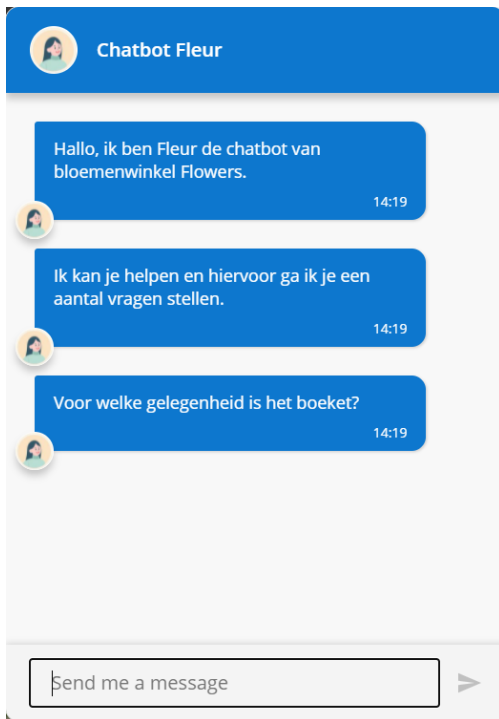 Chatbot Fleur
Hallo, ik ben Fleur de chatbot van
bloemenwinkel Flowers.
14:19
Ik kan je helpen en hiervoor ga ik je een
aantal vragen stellen.
14:19
Voor welke gelegenheid is het boeket?
14:19
Send me a message